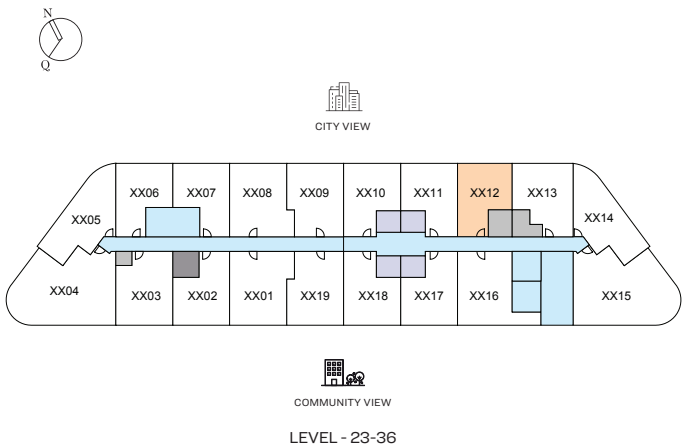 N
Q
CITY VIEW
XX06 XX07 XX08 XX09 XX10 XX11 XX12 XX13
XX05 XX14
XX04 XX03 XX02 XX01 XX19 XX18 XX17 XX16 XX15
COMMUNITY VIEW
LEVEL - 23-36